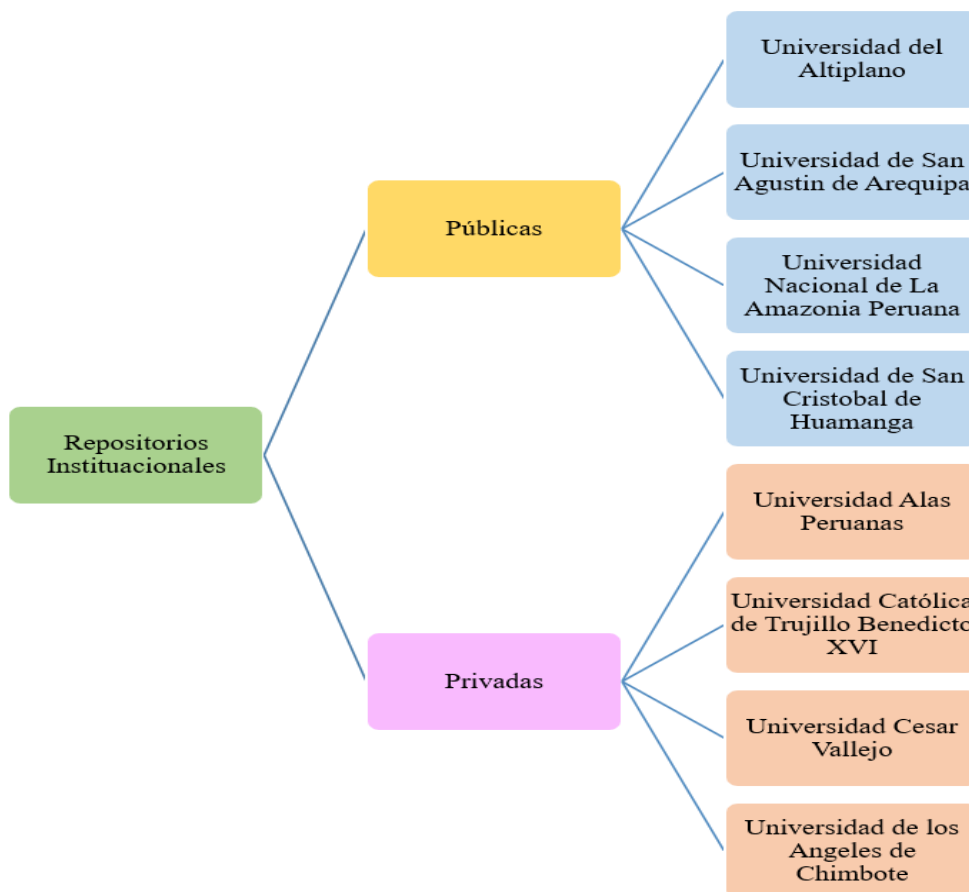 Universidad del
Altiplano
Universidad de San
Agustin de Arequipa
Públicas
Universidad
Nacional de La
Amazonia Peruana
Universidad de San
Cristobal de
Huamanga
Repositorios
Instituacionales
Universidad Alas
Peruanas
Universidad Católica
de Trujillo Benedicto
XVI
Privadas
Universidad Cesar
Vallejo
Universidad de los
Angeles de
Chimbote